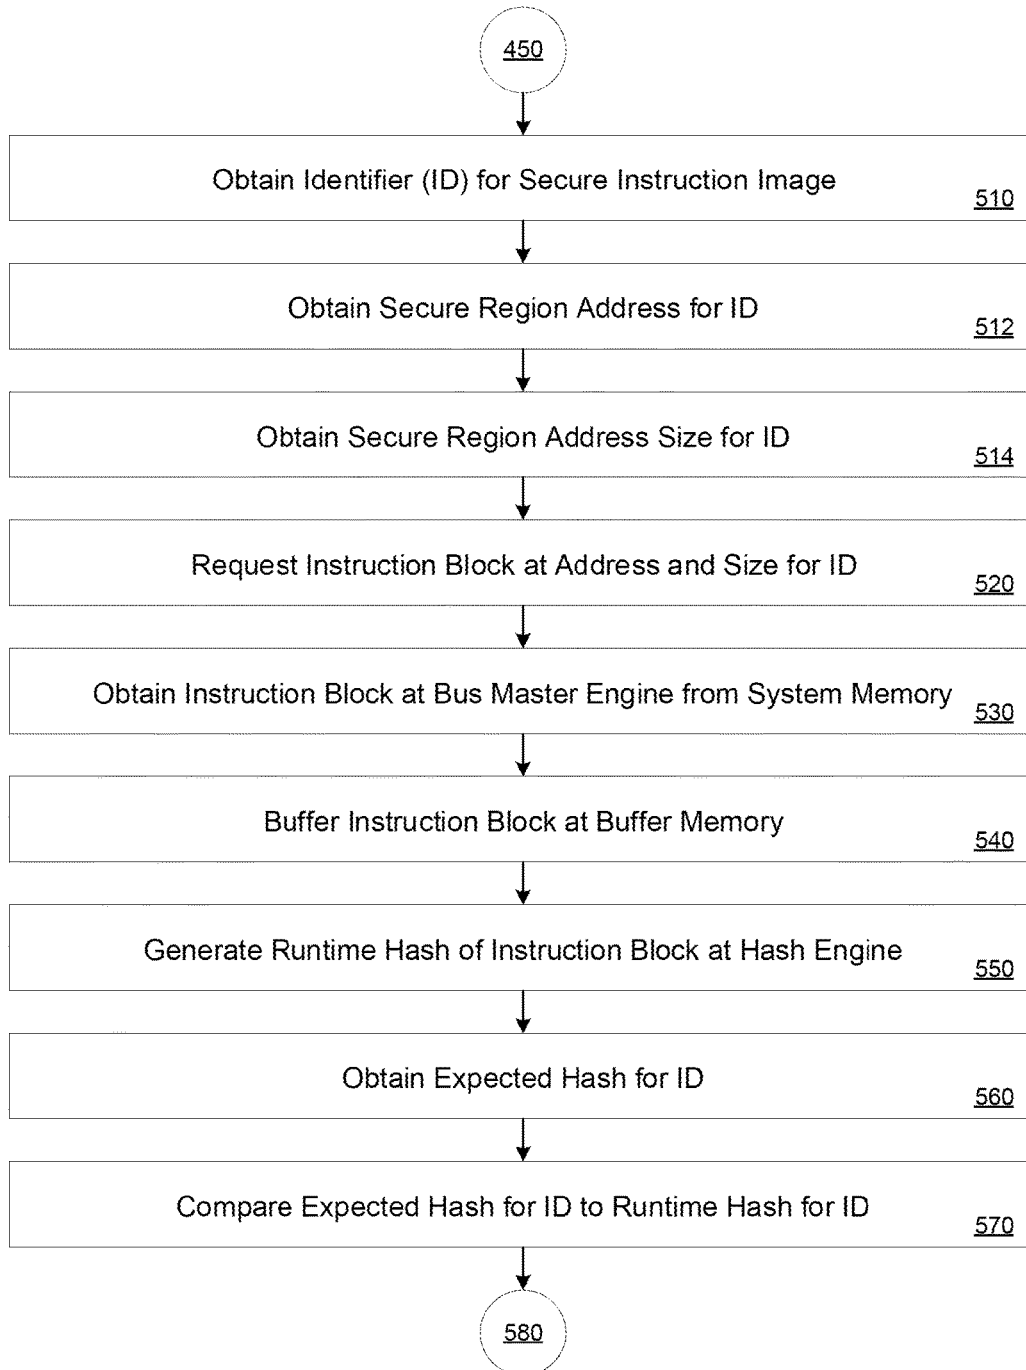 450
Obtain Identifier (ID) for Secure Instruction Image
510
Obtain Secure Region Address for ID
512
Obtain Secure Region Address Size for ID
514
Request Instruction Block at Address and Size for ID
520
Obtain Instruction Block at Bus Master Engine from System Memory
530
Buffer Instruction Block at Buffer Memory
540
Generate Runtime Hash of Instruction Block at Hash Engine
550
Obtain Expected Hash for ID
560
Compare Expected Hash for ID to Runtime Hash for ID
570
580